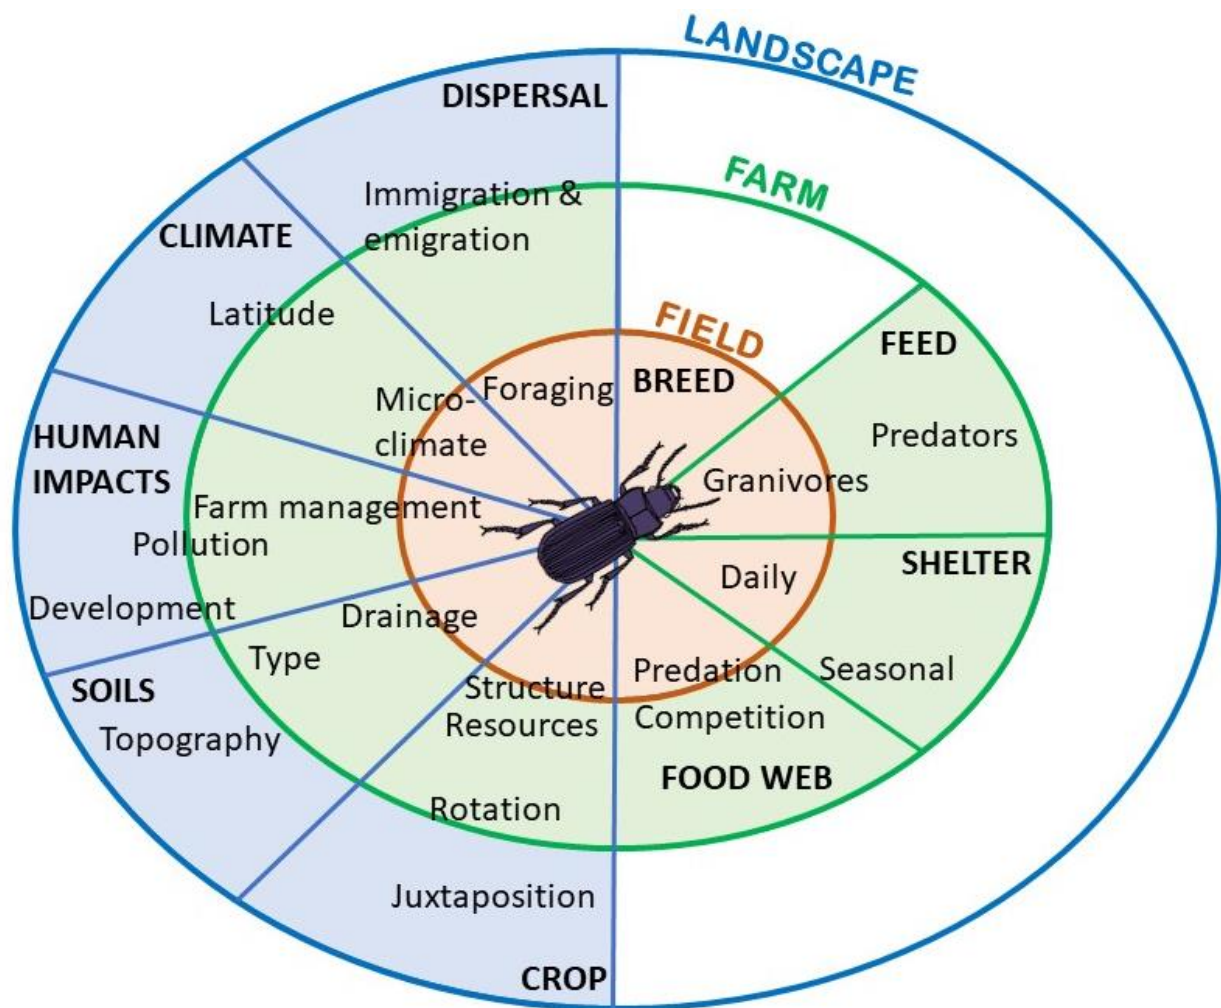 LANDSCAPE
DISPERSAL
FARM
Immigration &
emigration
CLIMATE
Latitude
FIELD
FEED
BREED
Foraging
Micro-
climate
Predators
HUMAN
IMPACTS
Granivores
Farm management
Pollution
SHELTER
Daily
Development
Drainage
Type
Predation
Seasonal
SOILS
Structure
Resources
Competition
Topography
FOOD WEB
Rotation
Juxtaposition
CROP